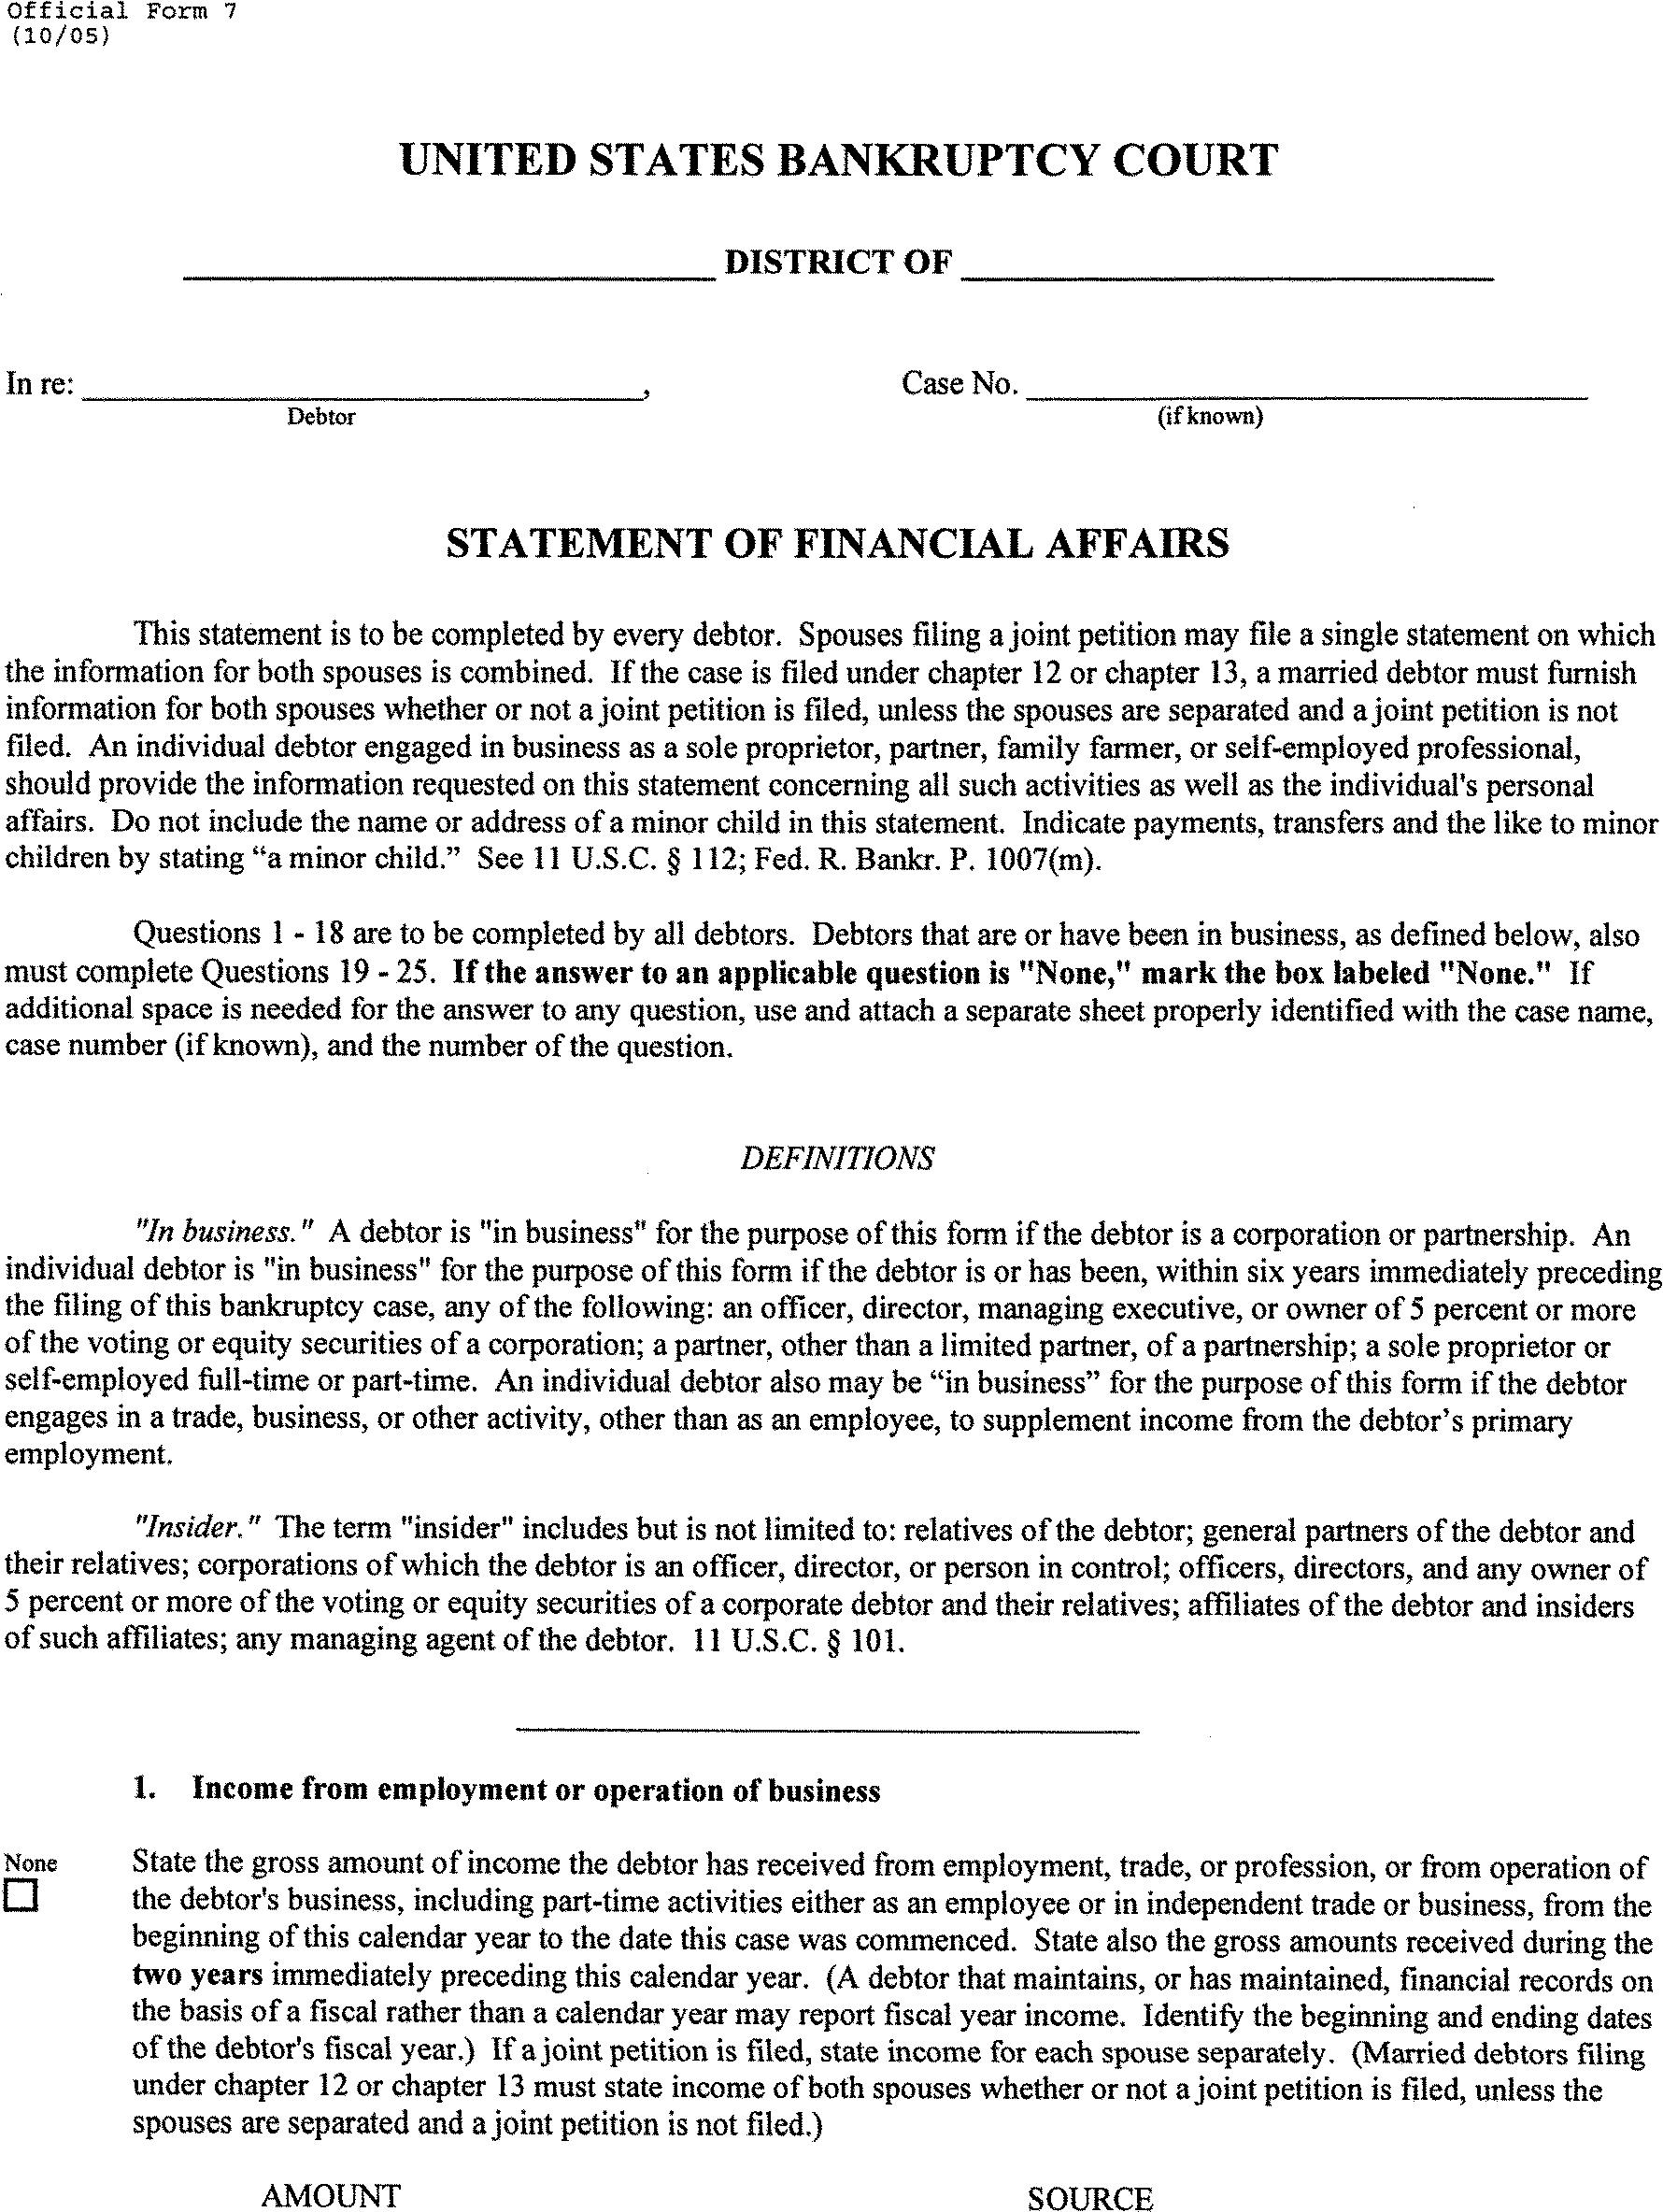 Official Form 7
(10/05)
UNITED STATES BANKRUPTCY COURT
DISTRICT OF
In re: , Case No.
Debtor (if known)
STATEMENT OF FINANCIAL AFFAIRS
This statement is to be completed by every debtor. Spouses filing a joint petition may file a single statement on which
the information for both spouses is combined. If the case is filed under chapter 12 or chapter 13, a married debtor must furnish
information for both spouses whether or not a joint petition is filed, unless the spouses are separated and a joint petition is not
filed. An individual debtor engaged in business as a sole proprietor, partner, family farmer, or self-employed professional,
should provide the information requested on this statement concerning all such activities as well as the individual's personal
affairs. Do not include the name or address of a minor child in this statement. Indicate payments, transfers and the like to minor
children by stating “a minor child.” See 11 U.S.C. § 112; Fed. R. Bankr. P. 1007(m).
Questions 1 - 18 are to be completed by all debtors. Debtors that are or have been in business, as defined below, also
must complete Questions 19 - 25. If the answer to an applicable question is "None," mark the box labeled "None." If
additional space is needed for the answer to any question, use and attach a separate sheet properly identified with the case name,
case number (if known), and the number of the question.
DEFINITIONS
"In business." A debtor is "in business" for the purpose of this form if the debtor is a corporation or partnership. An
individual debtor is "in business" for the purpose of this form if the debtor is or has been, within six years immediately preceding
the filing of this bankruptcy case, any of the following: an officer, director, managing executive, or owner of 5 percent or more
of the voting or equity securities of a corporation; a partner, other than a limited partner, of a partnership; a sole proprietor or
self-employed full-time or part-time. An individual debtor also may be “in business” for the purpose of this form if the debtor
engages in a trade, business, or other activity, other than as an employee, to supplement income from the debtor’s primary
employment.
"Insider." The term "insider" includes but is not limited to: relatives of the debtor; general partners of the debtor and
their relatives; corporations of which the debtor is an officer, director, or person in control; officers, directors, and any owner of
5 percent or more of the voting or equity securities of a corporate debtor and their relatives; affiliates of the debtor and insiders
of such affiliates; any managing agent of the debtor. 11 U.S.C. § 101.
1. Income from employment or operation of business
None State the gross amount of income the debtor has received from employment, trade, or profession, or from operation of
the debtor's business, including part-time activities either as an employee or in independent trade or business, from the
beginning of this calendar year to the date this case was commenced. State also the gross amounts received during the
two years immediately preceding this calendar year. (A debtor that maintains, or has maintained, financial records on
the basis of a fiscal rather than a calendar year may report fiscal year income. Identify the beginning and ending dates
of the debtor's fiscal year.) If a joint petition is filed, state income for each spouse separately. (Married debtors filing
under chapter 12 or chapter 13 must state income of both spouses whether or not a joint petition is filed, unless the
spouses are separated and a joint petition is not filed.)
AMOUNT SOURCE